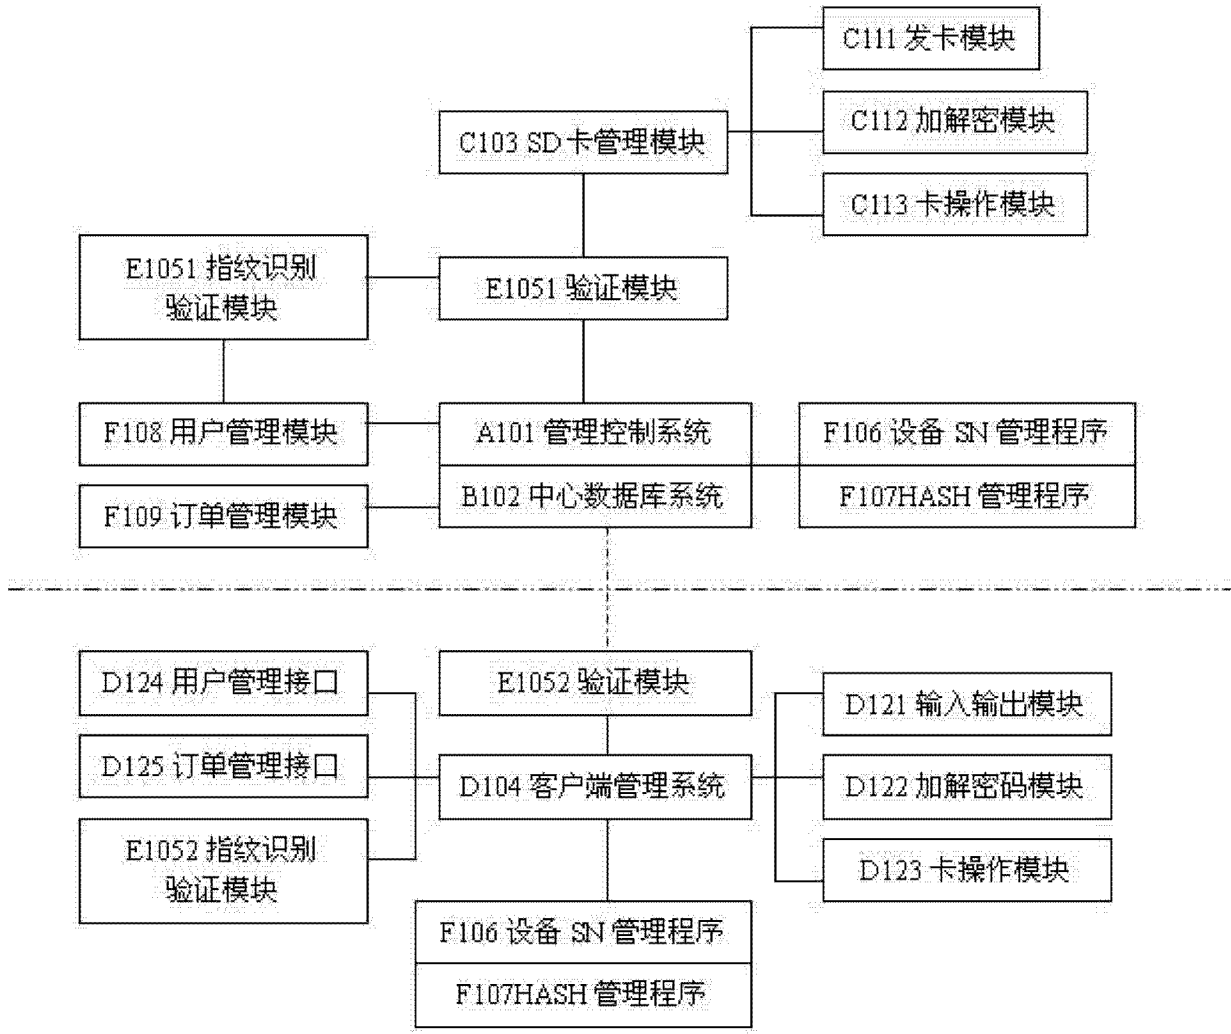 C111 发卡模块
C112 加解密模块
C103 SD 卡管理模块
C113 卡操作模块
E1051 指纹识别
验证模块
E1051 验证模块
F108 用户管理模块
A101 管理控制系统
F106 设备 SN 管理程序
B102 中心数据库系统
F107HASH 管理程序
F109 订单管理模块
D124 用户管理接口
E1052 验证模块
D121 输入输出模块
D125 订单管理接口
D104 客户端管理系统
D122 加解密码模块
E1052 指纹识别
验证模块
D123 卡操作模块
F106 设备 SN 管理程序
F107HASH 管理程序